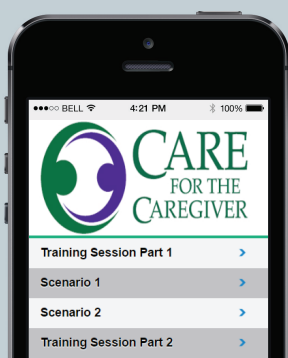 BELL 4:21 PM 100%
CARE
FOR THE
CAREGIVER
Training Session Part 1
Scenario 1
Scenario 2
Training Session Part 2